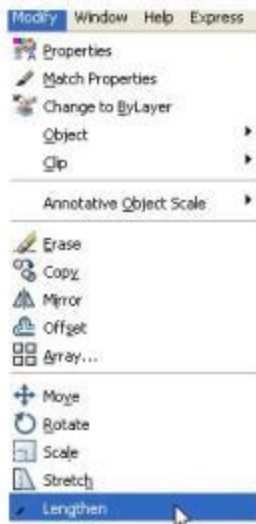 Modify Window Help Express
Properties
Match Properties
Change to ByLayer
Object
Clip
Annotative Object Scale
Erase
Copy
Mirror
Offset
Array...
Move
Rotate
Scale
Stretch
Lengthen